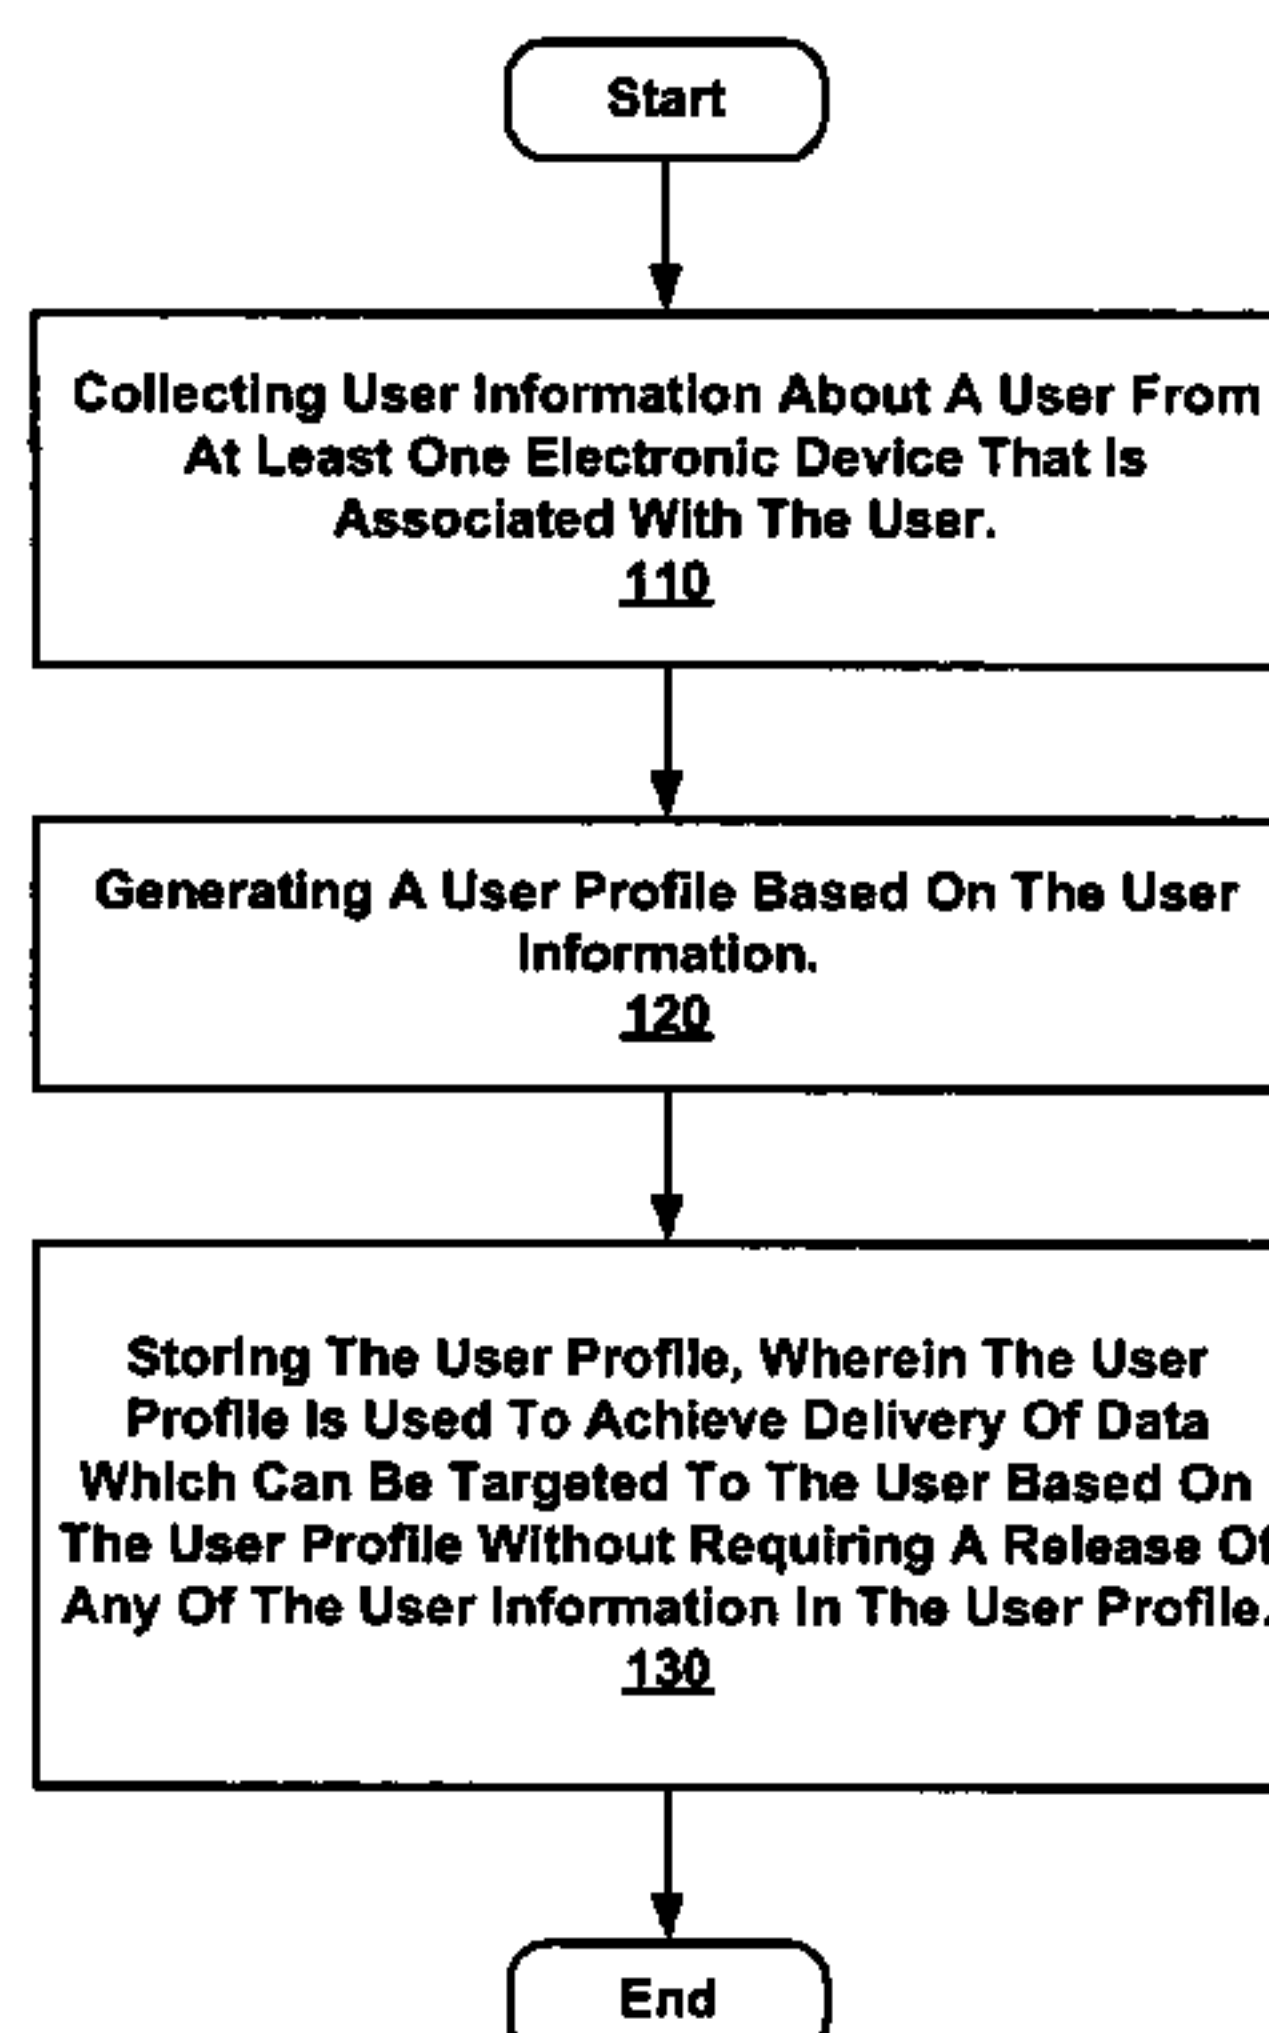 Start
Collecting User Information About A User From
At Least One Electronic Device That Is
Associated With The User.
110
Generating A User Profile Based On The User
Information.
120
Storing The User Profile, Wherein The User
Profile Is Used To Achieve Delivery Of Data
Which Can Be Targeted To The User Based On
The User Profile Without Requiring A Release Of
Any Of The User Information In The User Profile.
130
End